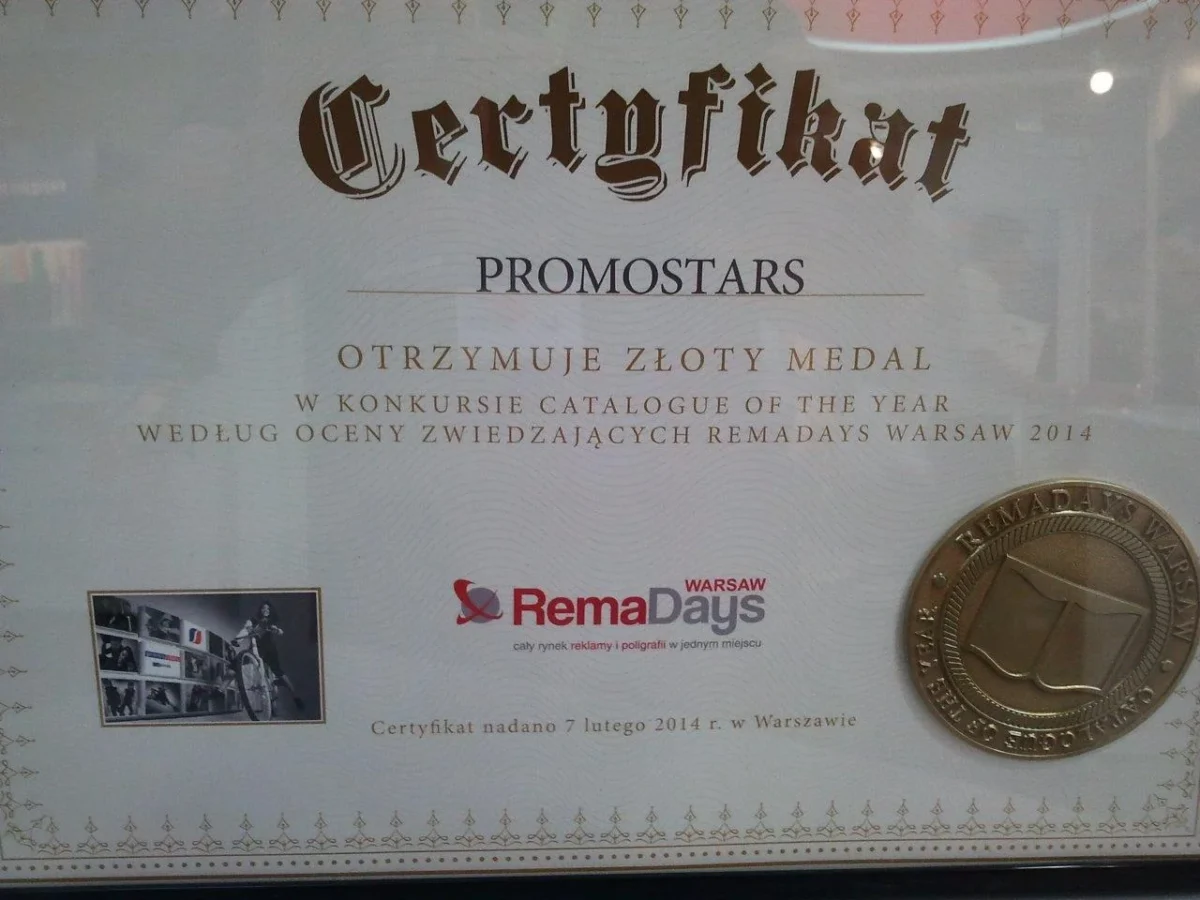 Certyfikat
PROMOSTARS
OTRZYMUJE ZŁOTY MEDAL
W KONKURSIE CATALOGUE OF THE YEAR
WEDŁUG OCENY ZWIEDZAJĄCYCH REMADAYS WARSAW 2014
REMADAYS WARSAW
CATALOGUE OF THE YEAR
WARSAW
RemaDays
cały rynek reklamy i poligrafii w jednym miejscu
Certyfikat nadano 7 lutego 2014 r. w Warszawie